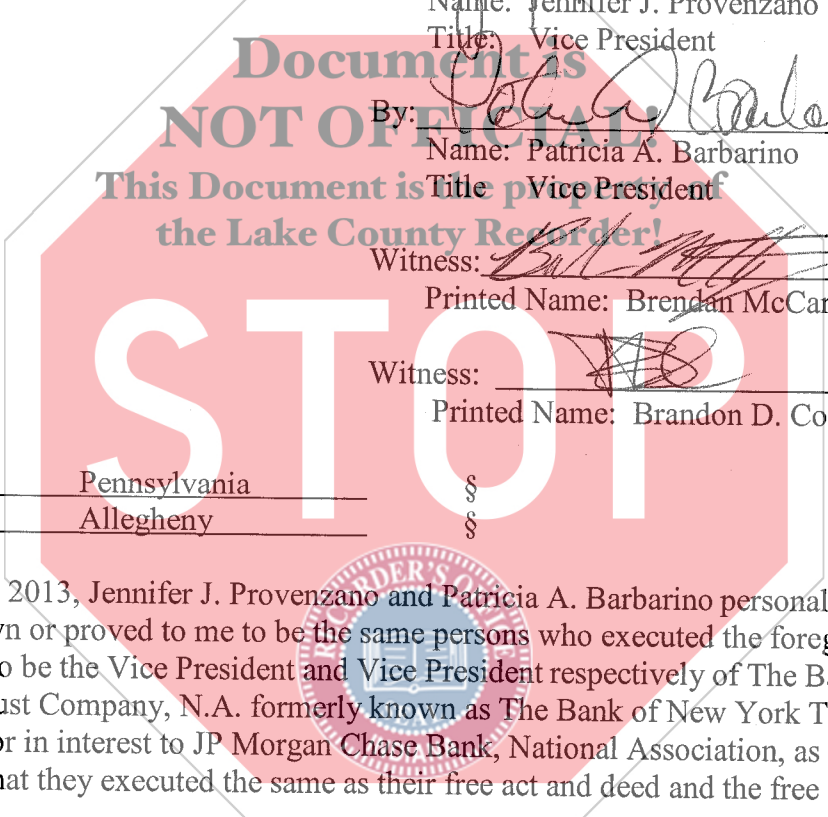 Name: Jennifer J. Provenzano
Title: Vice President
Document is
NOT OFFICIAL!
By:
Name: Patricia A. Barbarino
This Document is the property of
Title Vice President
the Lake County Recorder!
Witness:
Printed Name: Brendan McCar
STOP
Witness:
Printed Name: Brandon D. Co
Pennsylvania §
Allegheny §
RECORDER'S OFFICE
2013, Jennifer J. Provenzano and Patricia A. Barbarino personal
n or proved to me to be the same persons who executed the foreg
o be the Vice President and Vice President respectively of The B
ust Company, N.A. formerly known as The Bank of New York T
r in interest to JP Morgan Chase Bank, National Association, as
hat they executed the same as their free act and deed and the free